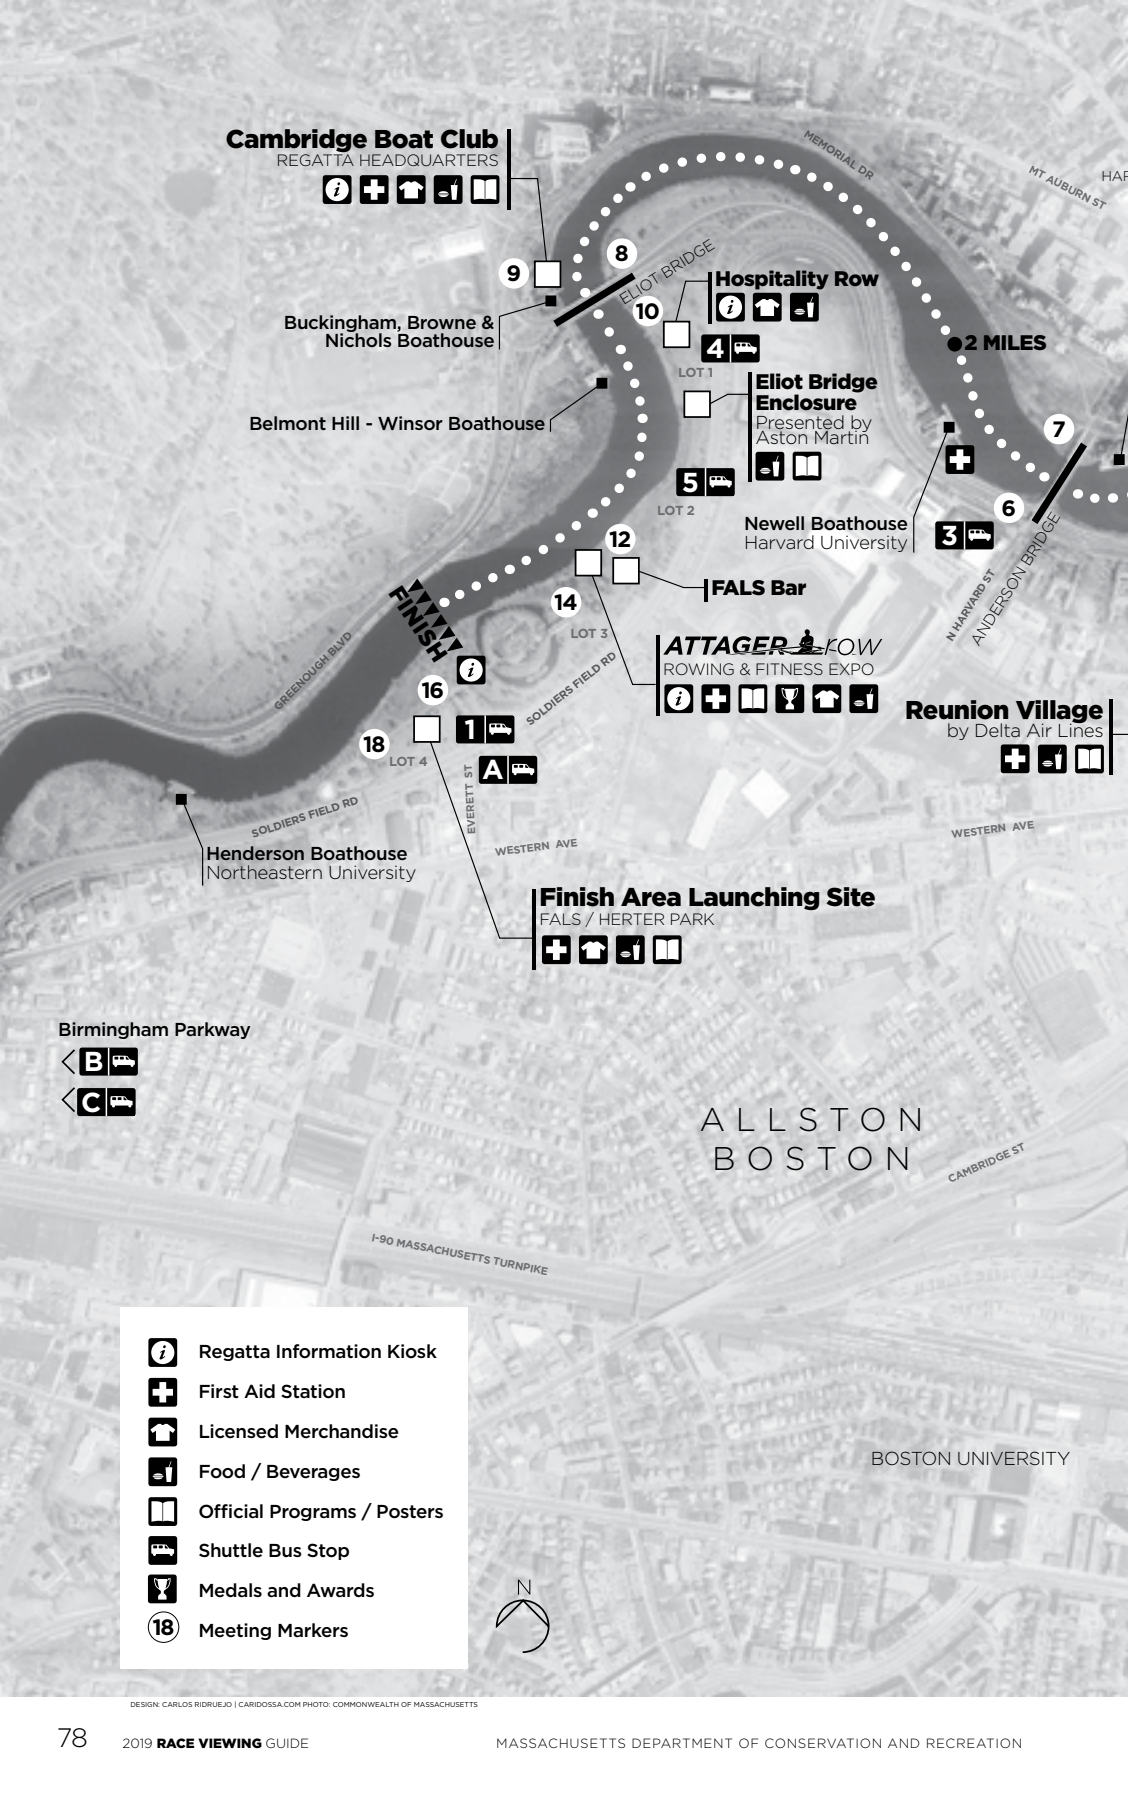 Cambridge Boat Club
REGATTA HEADQUARTERS
MEMORIAL DR
MT AUBURN ST
HAR
9
8
ELIOT BRIDGE
10
Hospitality Row
Buckingham, Browne &
Nichols Boathouse
4
LOT 1
2 MILES
Eliot Bridge
Enclosure
Presented by
Aston Martin
Belmont Hill - Winsor Boathouse
7
5
LOT 2
6
Newell Boathouse
Harvard University
3
ANDERSON BRIDGE
N HARVARD ST
12
FALS Bar
14
LOT 3
FINISH
ATTAGER row
ROWING & FITNESS EXPO
GREENOUGH BLVD
SOLDIERS FIELD RD
16
18
LOT 4
1
A
EVERETT ST
Reunion Village
by Delta Air Lines
SOLDIERS FIELD RD
WESTERN AVE
WESTERN AVE
Henderson Boathouse
Northeastern University
Finish Area Launching Site
FALS / HERTER PARK
Birmingham Parkway
B
C
ALLSTON
BOSTON
CAMBRIDGE ST
I-90 MASSACHUSETTS TURNPIKE
Regatta Information Kiosk
First Aid Station
Licensed Merchandise
Food / Beverages
Official Programs / Posters
Shuttle Bus Stop
Medals and Awards
18 Meeting Markers
BOSTON UNIVERSITY
N
DESIGN: CARLOS RIDRUEJO | CARIDOSSA.COM PHOTO: COMMONWEALTH OF MASSACHUSETTS
78 2019 RACE VIEWING GUIDE MASSACHUSETTS DEPARTMENT OF CONSERVATION AND RECREATION